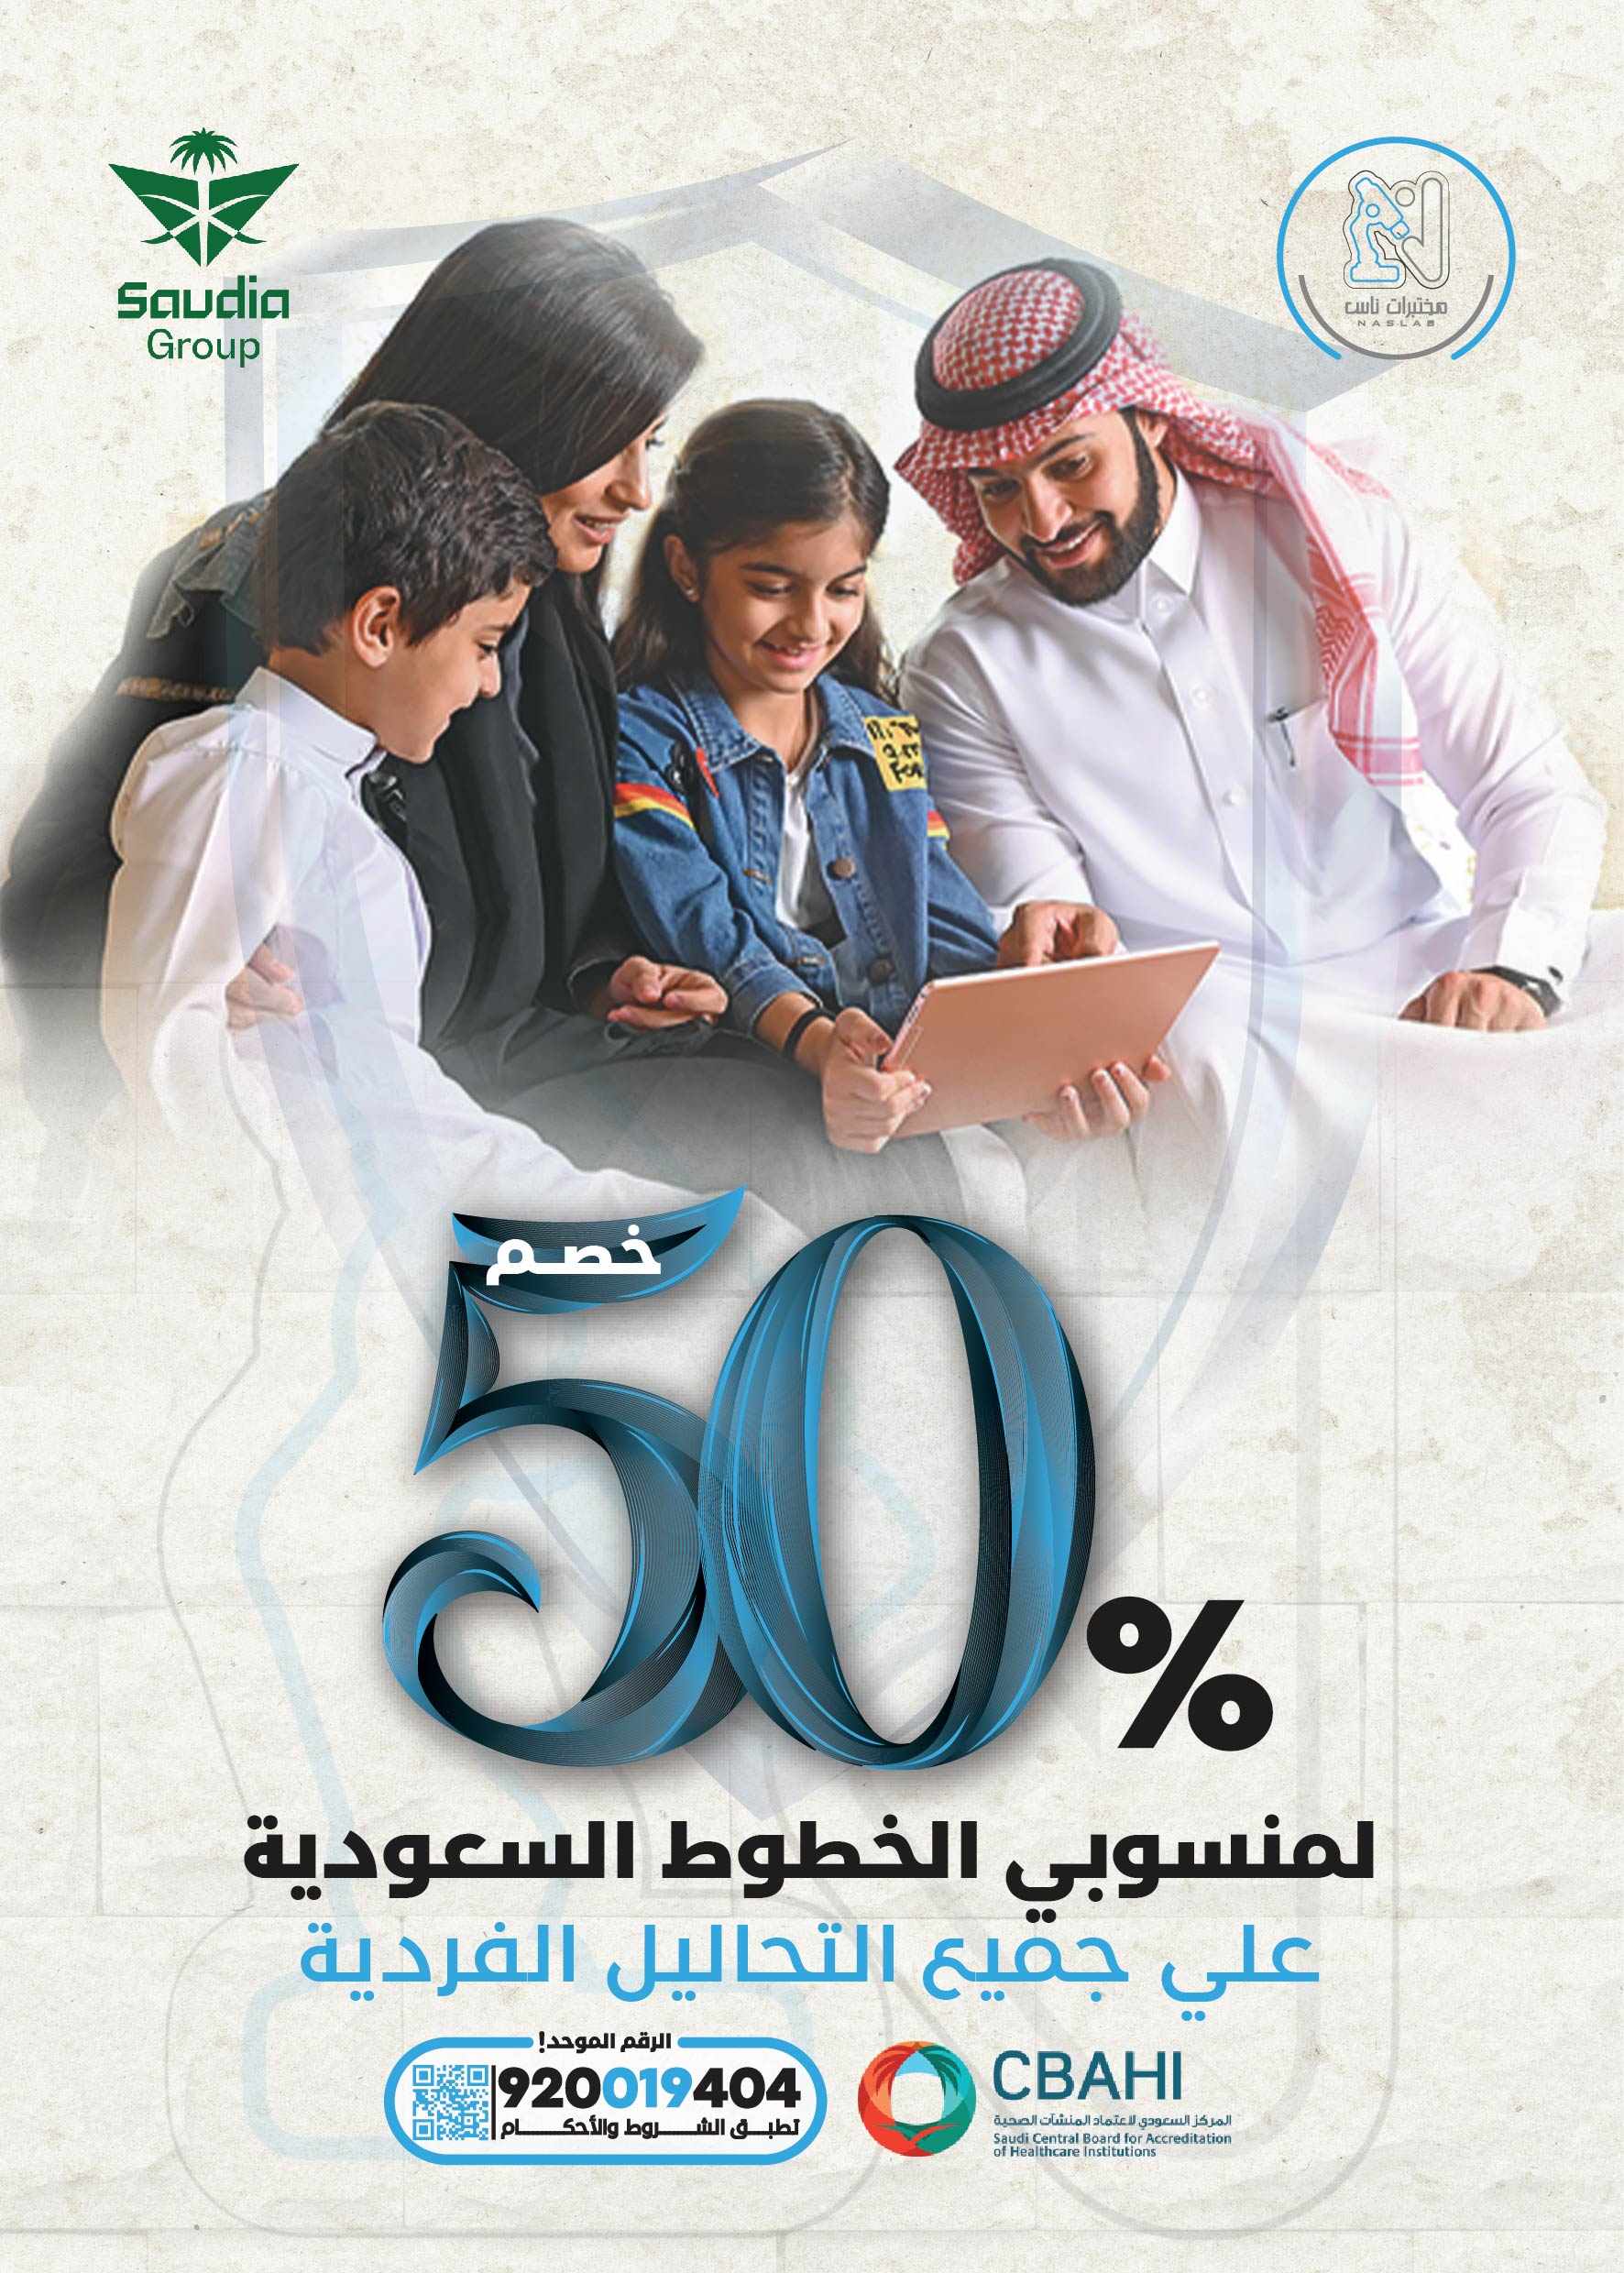 Saudia
Group
مختبرات ناس
NASLAB
خصم
50%
لمنسوبي الخطوط السعودية
علي جميع التحاليل الفردية
الرقم الموحد!
920019404
تطبق الشروط والأحكام
CBAHI
المركز السعودي لاعتماد المنشآت الصحية
Saudi Central Board for Accreditation
of Healthcare Institutions